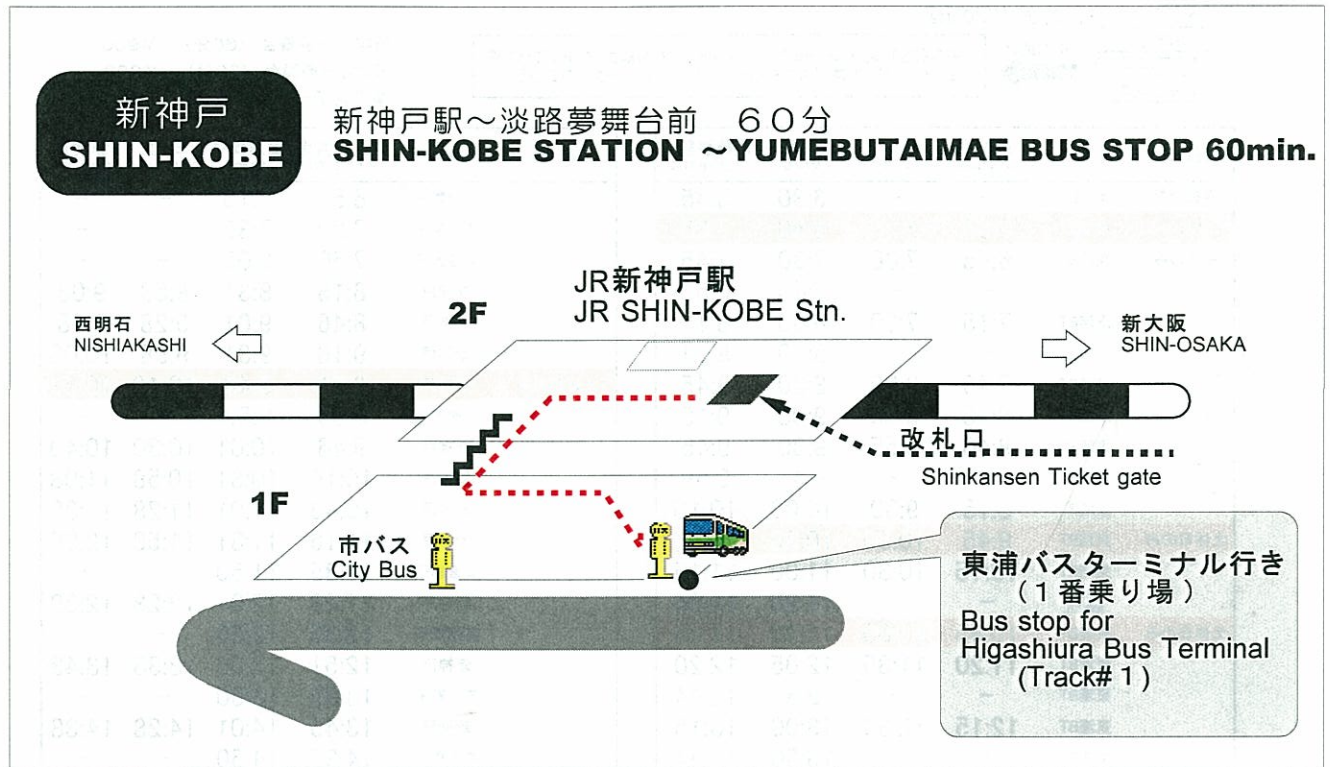 新神戸
SHIN-KOBE
新神戸駅～淡路夢舞台前　６０分
SHIN-KOBE STATION ～YUMEBUTAIMAE BUS STOP 60min.
JR新神戸駅
JR SHIN-KOBE Stn.
2F
西明石
NISHIAKASHI
新大阪
SHIN-OSAKA
改札口
Shinkansen Ticket gate
1F
市バス
City Bus
東浦バスターミナル行き
（１番乗り場）
Bus stop for
Higashiura Bus Terminal
(Track#１)